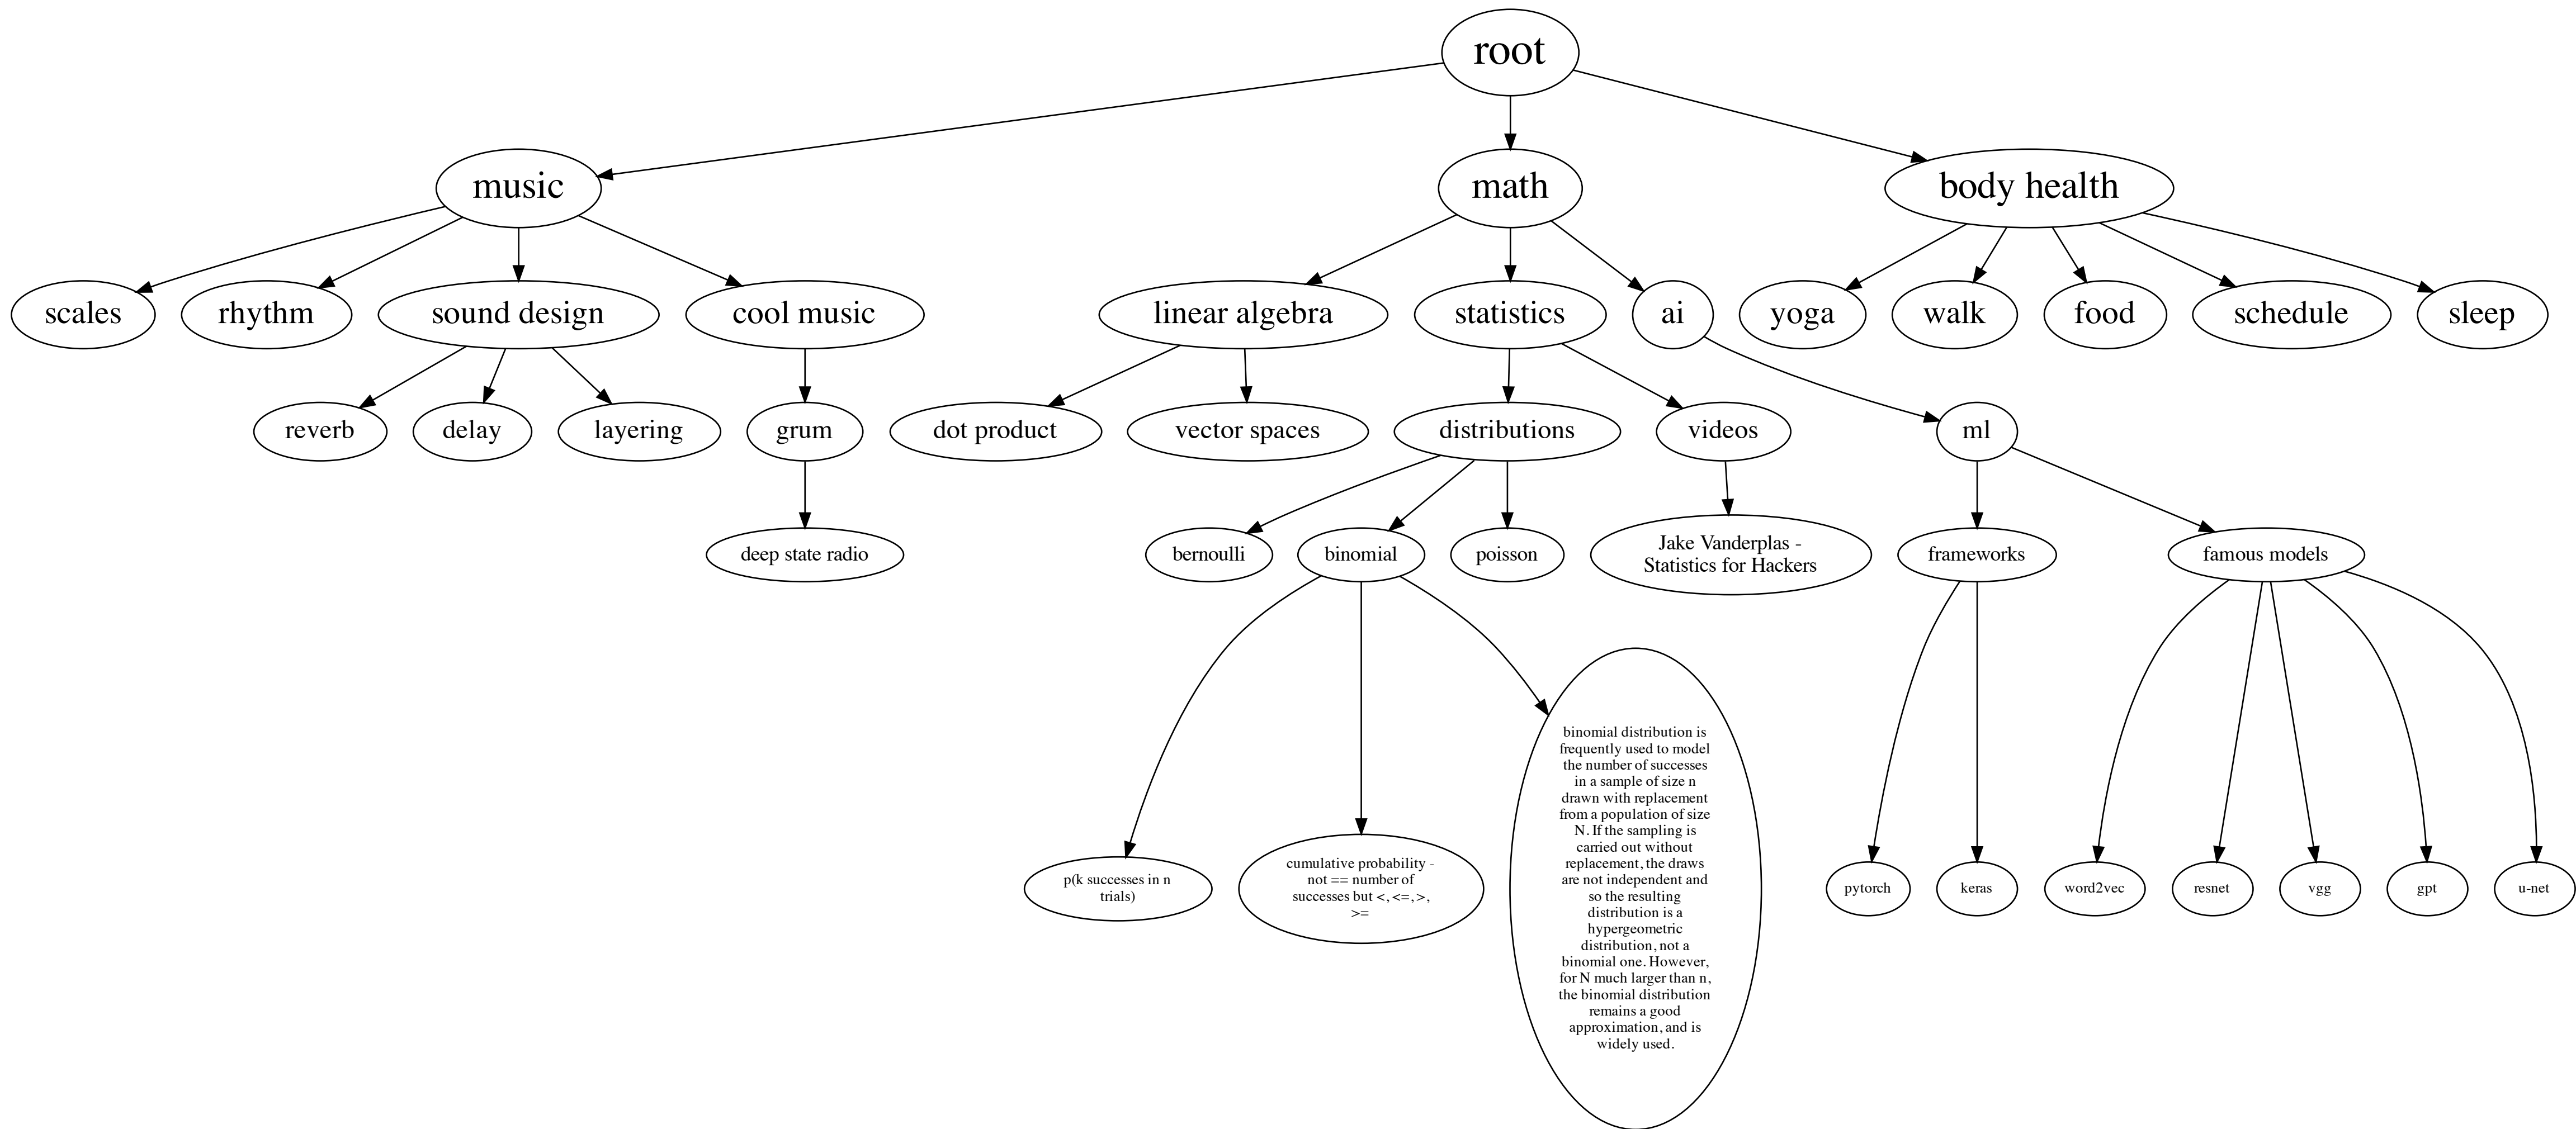 root
music
math
body health
scales
rhythm
sound design
cool music
linear algebra
statistics
ai
yoga
walk
food
schedule
sleep
reverb
delay
layering
grum
dot product
vector spaces
distributions
videos
ml
deep state radio
bernoulli
binomial
poisson
Jake Vanderplas -
Statistics for Hackers
frameworks
famous models
p(k successes in n
trials)
cumulative probability -
not == number of
successes but <, <=, >,
>=
binomial distribution is
frequently used to model
the number of successes
in a sample of size n
drawn with replacement
from a population of size
N. If the sampling is
carried out without
replacement, the draws
are not independent and
so the resulting
distribution is a
hypergeometric
distribution, not a
binomial one. However,
for N much larger than n,
the binomial distribution
remains a good
approximation, and is
widely used.
pytorch
keras
word2vec
resnet
vgg
gpt
u-net